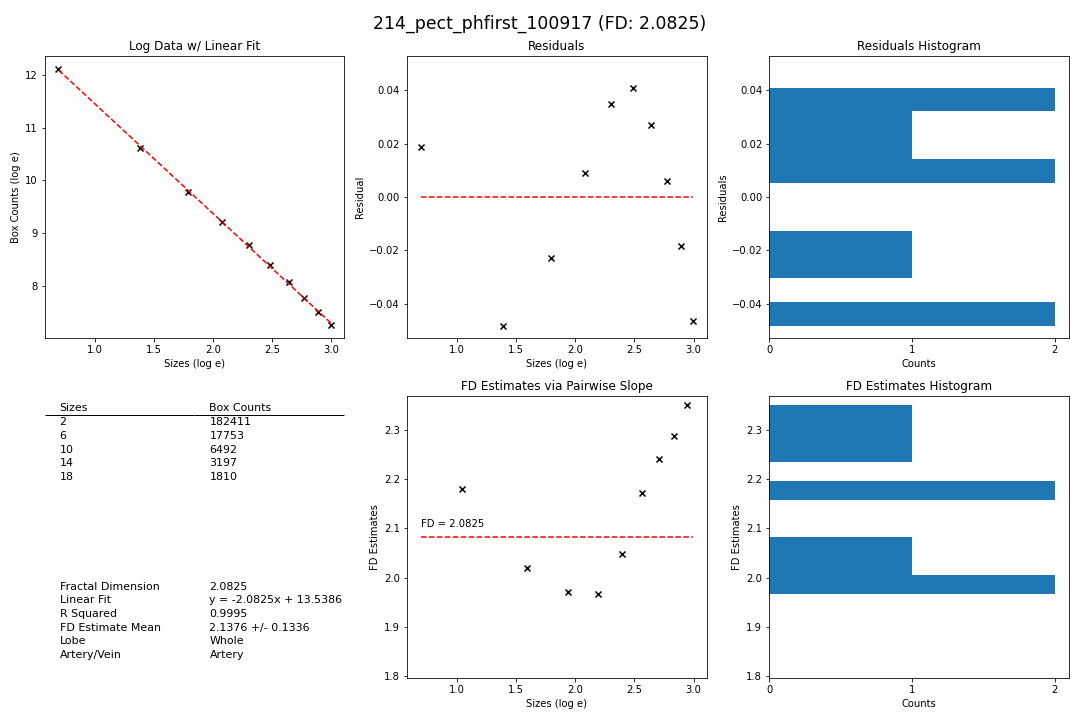 214_pect_phfirst_100917 (FD: 2.0825)
Log Data w/ Linear Fit
Box Counts (log e)
12
11
10
9
8
1.0 1.5 2.0 2.5 3.0
Sizes (log e)
Residuals
Residual
0.04
0.02
0.00
−0.02
−0.04
1.0 1.5 2.0 2.5 3.0
Sizes (log e)
Residuals Histogram
Residuals
0.04
0.02
0.00
−0.02
−0.04
0 1 2
Counts
Sizes Box Counts
2 182411
6 17753
10 6492
14 3197
18 1810
Fractal Dimension 2.0825
Linear Fit y = -2.0825x + 13.5386
R Squared 0.9995
FD Estimate Mean 2.1376 +/- 0.1336
Lobe Whole
Artery/Vein Artery
FD Estimates via Pairwise Slope
FD Estimates
2.3
2.2
2.1
2.0
1.9
1.8
FD = 2.0825
1.0 1.5 2.0 2.5 3.0
Sizes (log e)
FD Estimates Histogram
FD Estimates
2.3
2.2
2.1
2.0
1.9
1.8
0 1 2
Counts